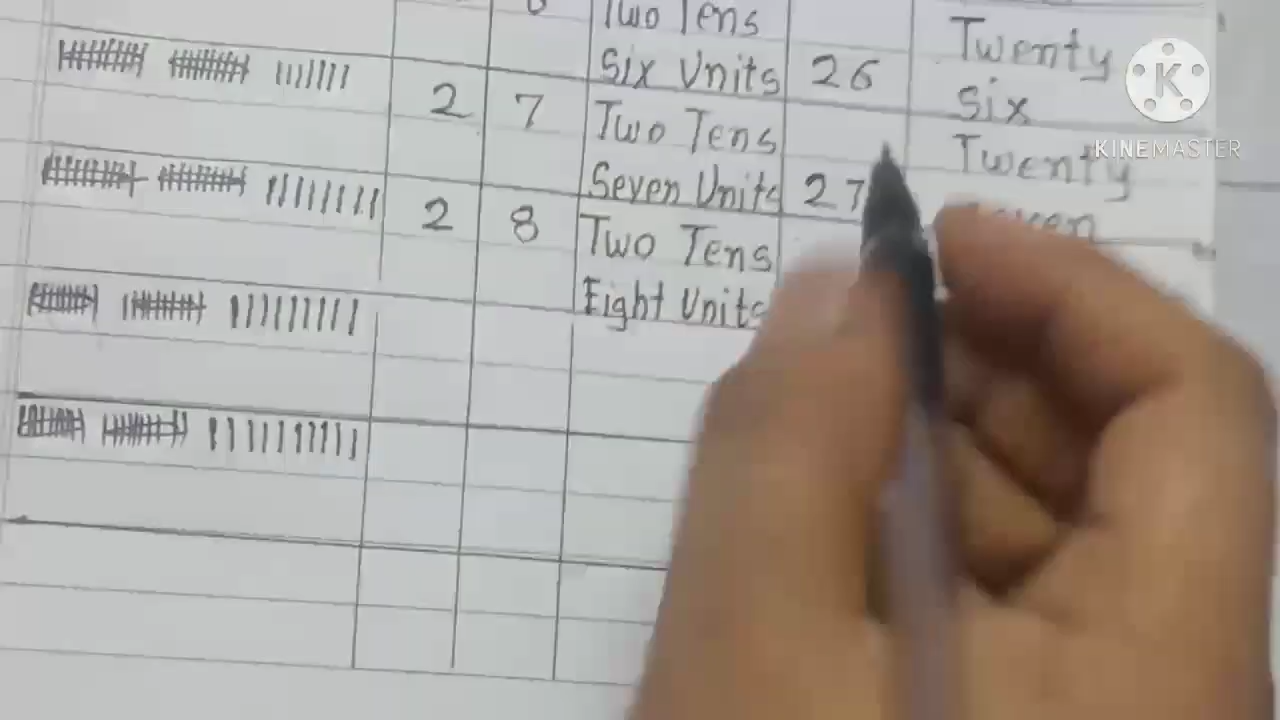 Two Tens
Six Units 26 Twenty
Six
2 7 Two Tens
Seven Units 27 Twenty
2 8 Two Tens
Eight Units
K
KINEMASTER